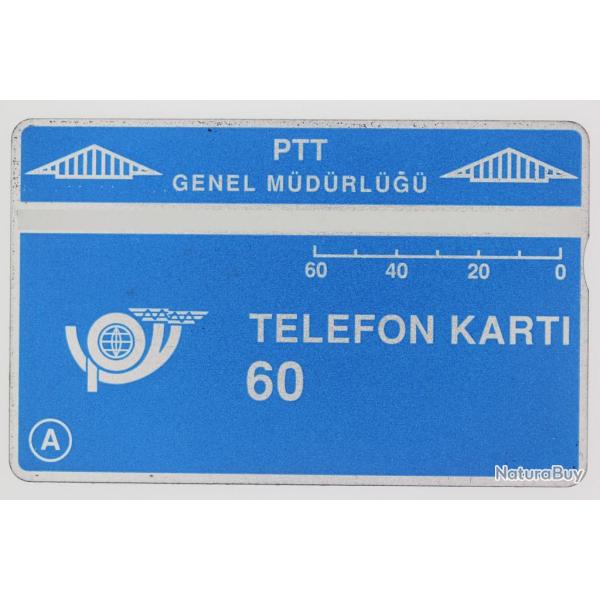 PTT
GENEL MÜDÜRLÜĞÜ
60 40 20 0
TELEFON KARTI
60
A
NaturaBuy